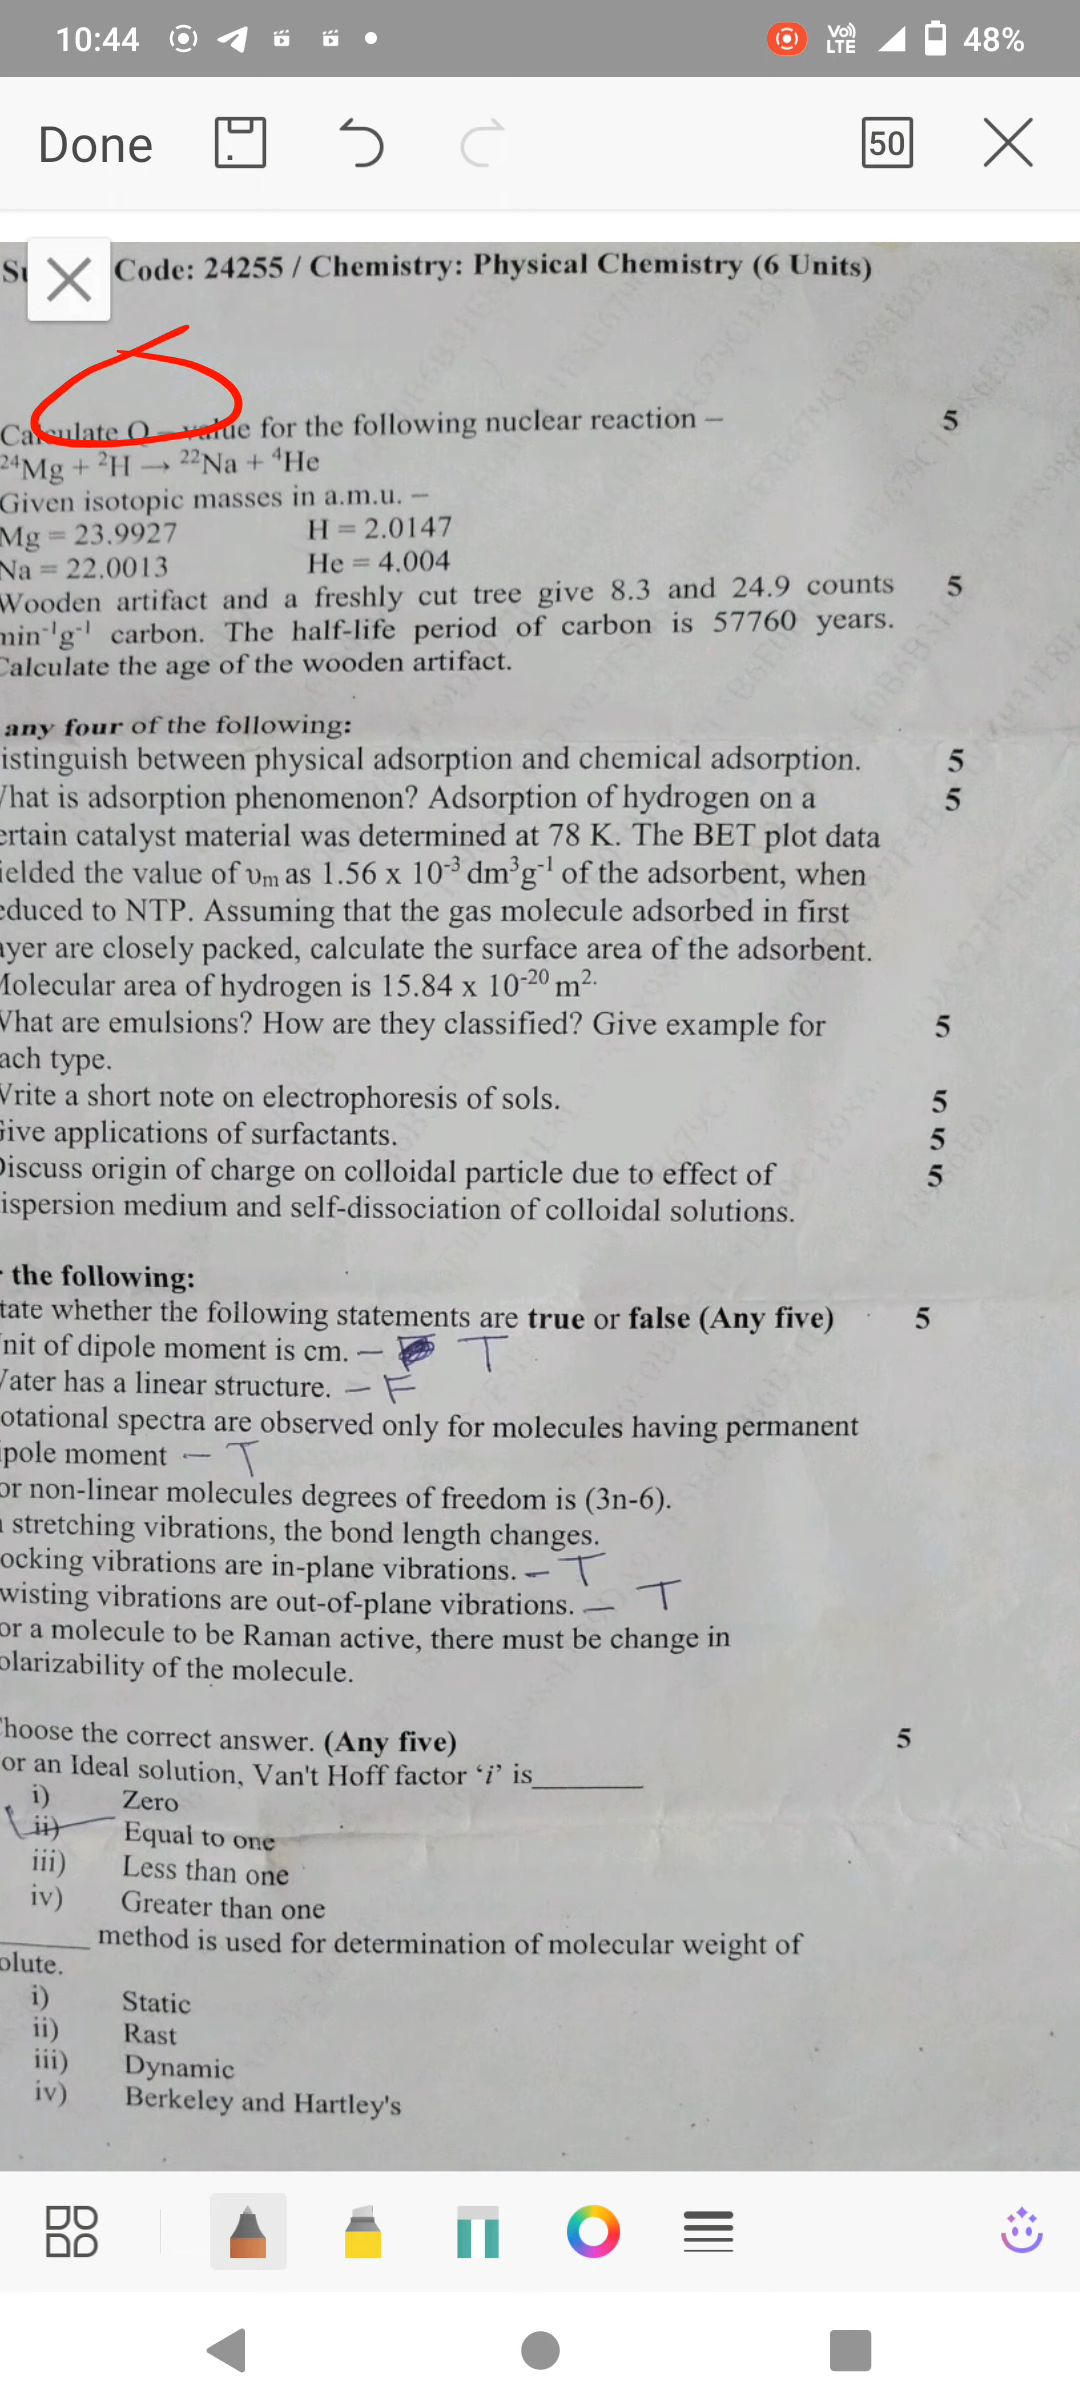 10:44 Vo)) LTE 48%
Done 50
Code: 24255 / Chemistry: Physical Chemistry (6 Units)
Calculate Q – value for the following nuclear reaction – 5
²⁴Mg + ²H → ²²Na + ⁴He
Given isotopic masses in a.m.u. –
Mg = 23.9927 H = 2.0147
Na = 22.0013 He = 4.004
Wooden artifact and a freshly cut tree give 8.3 and 24.9 counts 5
min⁻¹g⁻¹ carbon. The half-life period of carbon is 57760 years.
Calculate the age of the wooden artifact.
any four of the following:
istinguish between physical adsorption and chemical adsorption. 5
What is adsorption phenomenon? Adsorption of hydrogen on a 5
ertain catalyst material was determined at 78 K. The BET plot data
ielded the value of υm as 1.56 x 10⁻³ dm³g⁻¹ of the adsorbent, when
educed to NTP. Assuming that the gas molecule adsorbed in first
ayer are closely packed, calculate the surface area of the adsorbent.
Molecular area of hydrogen is 15.84 x 10⁻²⁰ m².
What are emulsions? How are they classified? Give example for 5
ach type.
Write a short note on electrophoresis of sols. 5
Give applications of surfactants. 5
Discuss origin of charge on colloidal particle due to effect of 5
ispersion medium and self-dissociation of colloidal solutions.
the following:
tate whether the following statements are true or false (Any five) 5
nit of dipole moment is cm. – T
Water has a linear structure. – F
otational spectra are observed only for molecules having permanent
ipole moment – T
or non-linear molecules degrees of freedom is (3n-6).
n stretching vibrations, the bond length changes.
ocking vibrations are in-plane vibrations. – T
wisting vibrations are out-of-plane vibrations. – T
or a molecule to be Raman active, there must be change in
olarizability of the molecule.
Choose the correct answer. (Any five) 5
or an Ideal solution, Van't Hoff factor ‘i’ is______
i) Zero
ii) Equal to one
iii) Less than one
iv) Greater than one
______ method is used for determination of molecular weight of
olute.
i) Static
ii) Rast
iii) Dynamic
iv) Berkeley and Hartley's